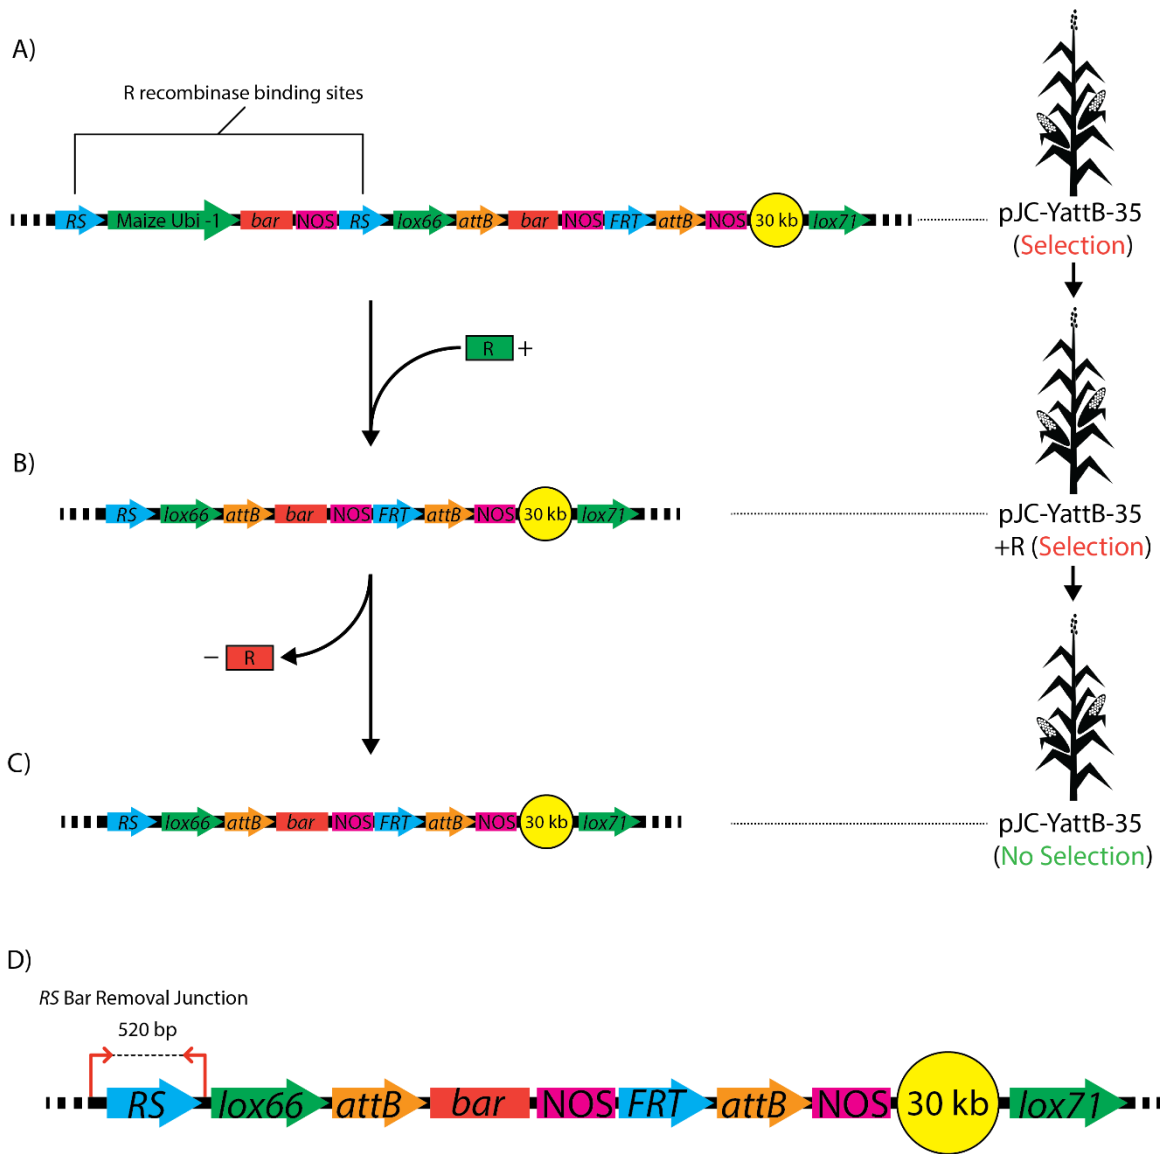 A)
R recombinase binding sites
RS Maize Ubi -1 bar NOS RS lox66 attB bar NOS FRT attB NOS 30 kb lox71
pJC-YattB-35
(Selection)
R +
B)
RS lox66 attB bar NOS FRT attB NOS 30 kb lox71
pJC-YattB-35
+R (Selection)
– R
C)
RS lox66 attB bar NOS FRT attB NOS 30 kb lox71
pJC-YattB-35
(No Selection)
D)
RS Bar Removal Junction
520 bp
RS lox66 attB bar NOS FRT attB NOS 30 kb lox71